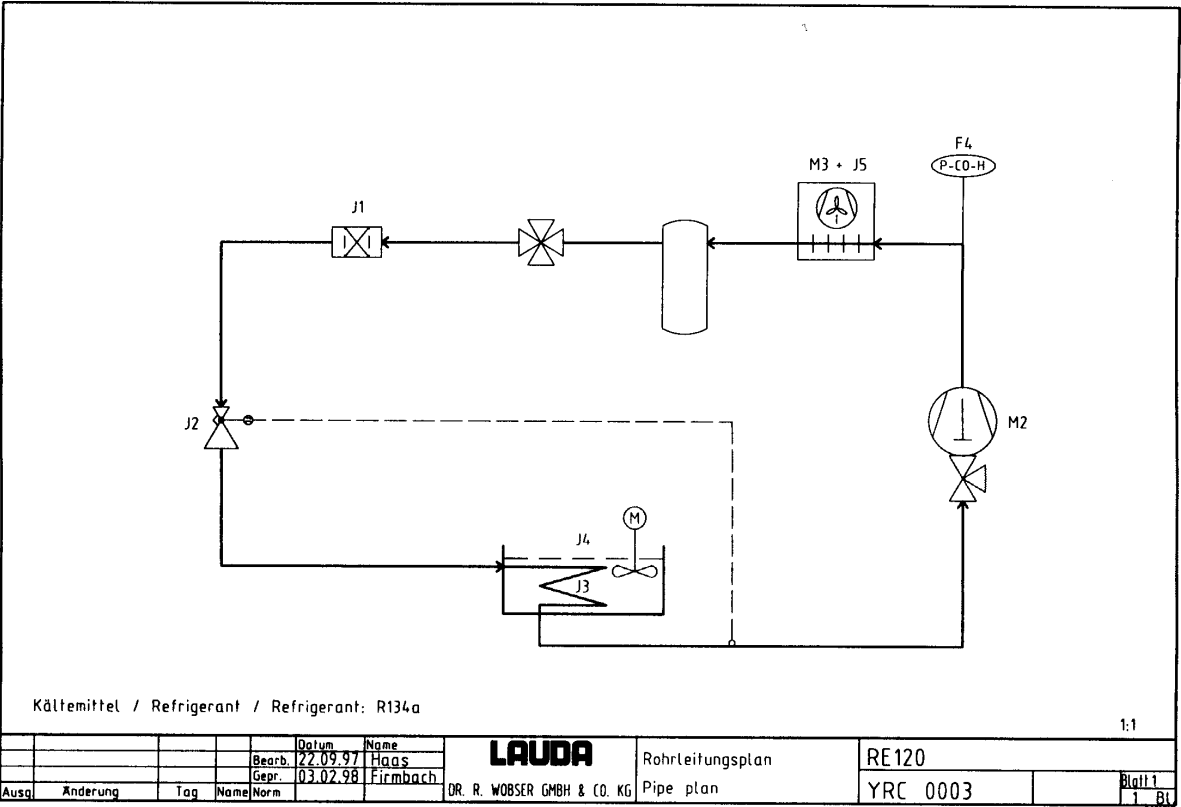 F4
P-CO-H
M3 + J5
J1
J2
M2
M
J4
J3
Kältemittel / Refrigerant / Refrigerant: R134a
1:1
Datum Name
Bearb. 22.09.97 Haas
Gepr. 03.02.98 Firmbach
Ausg. Änderung Tag Name Norm
LAUDA
DR. R. WOBSER GMBH & CO. KG
Rohrleitungsplan
Pipe plan
RE120
YRC 0003
Blatt 1
1 Bl.